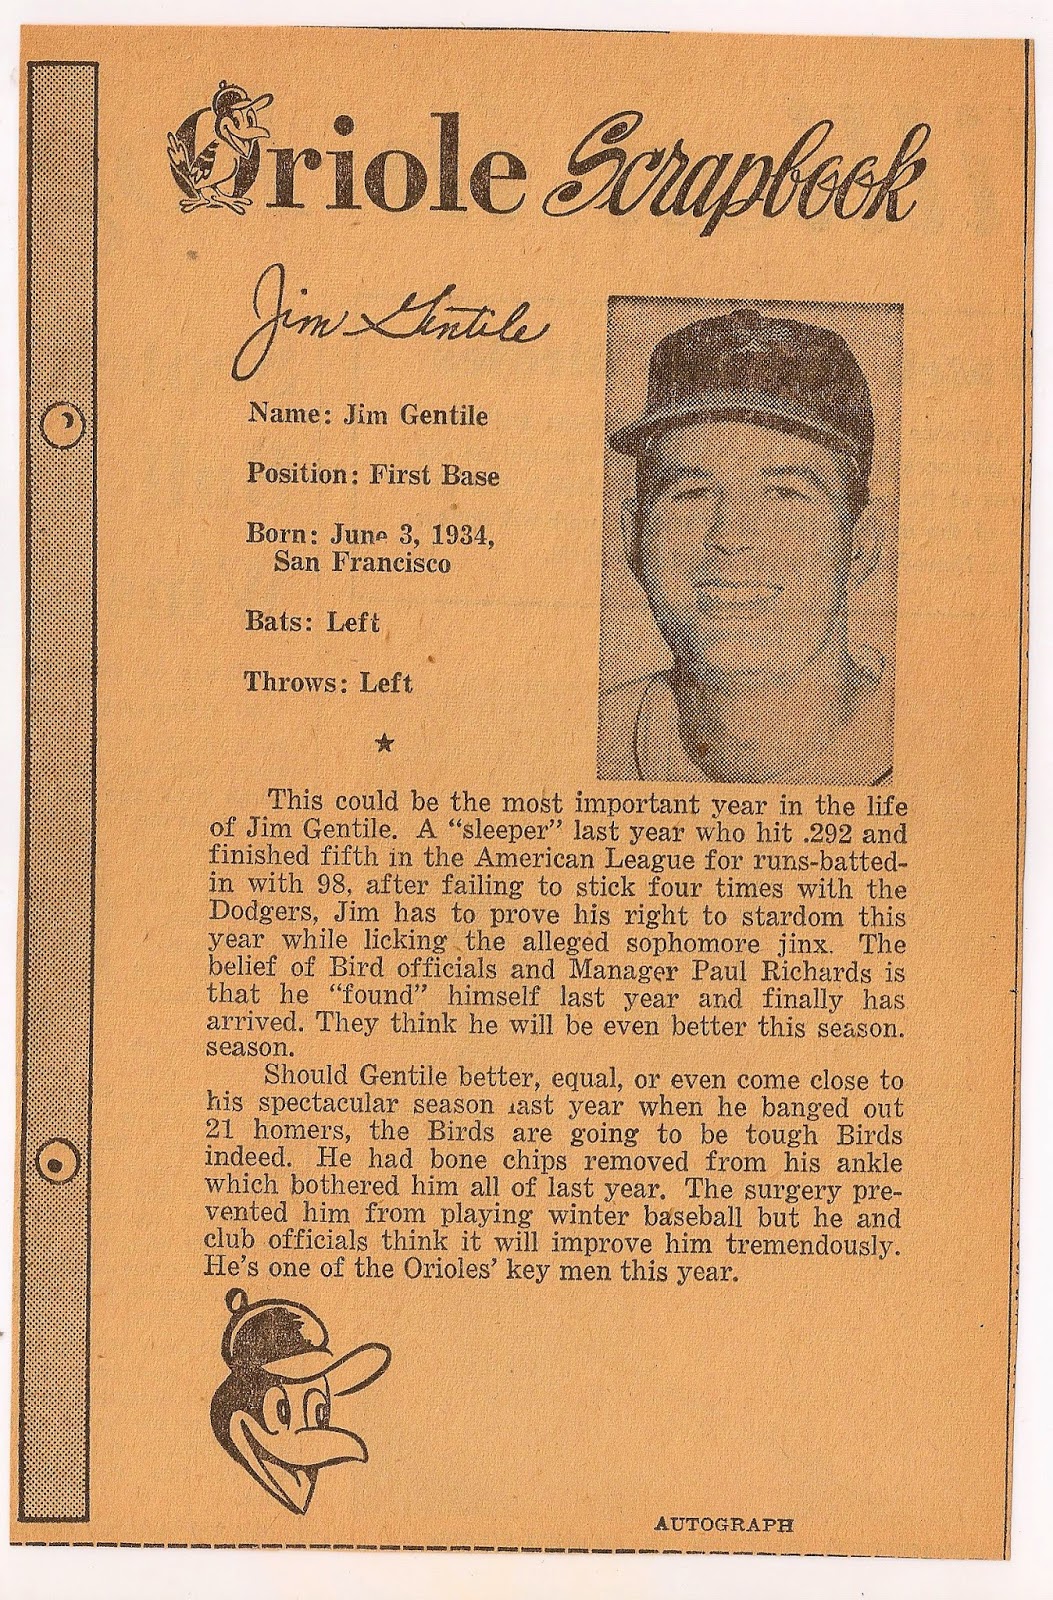 Oriole Scrapbook
Jim Gentile
Name: Jim Gentile
Position: First Base
Born: June 3, 1934,
San Francisco
Bats: Left
Throws: Left
This could be the most important year in the life
of Jim Gentile. A “sleeper” last year who hit .292 and
finished fifth in the American League for runs-batted-
in with 98, after failing to stick four times with the
Dodgers, Jim has to prove his right to stardom this
year while licking the alleged sophomore jinx. The
belief of Bird officials and Manager Paul Richards is
that he “found” himself last year and finally has
arrived. They think he will be even better this season.
season.
Should Gentile better, equal, or even come close to
his spectacular season last year when he banged out
21 homers, the Birds are going to be tough Birds
indeed. He had bone chips removed from his ankle
which bothered him all of last year. The surgery pre-
vented him from playing winter baseball but he and
club officials think it will improve him tremendously.
He's one of the Orioles' key men this year.
AUTOGRAPH